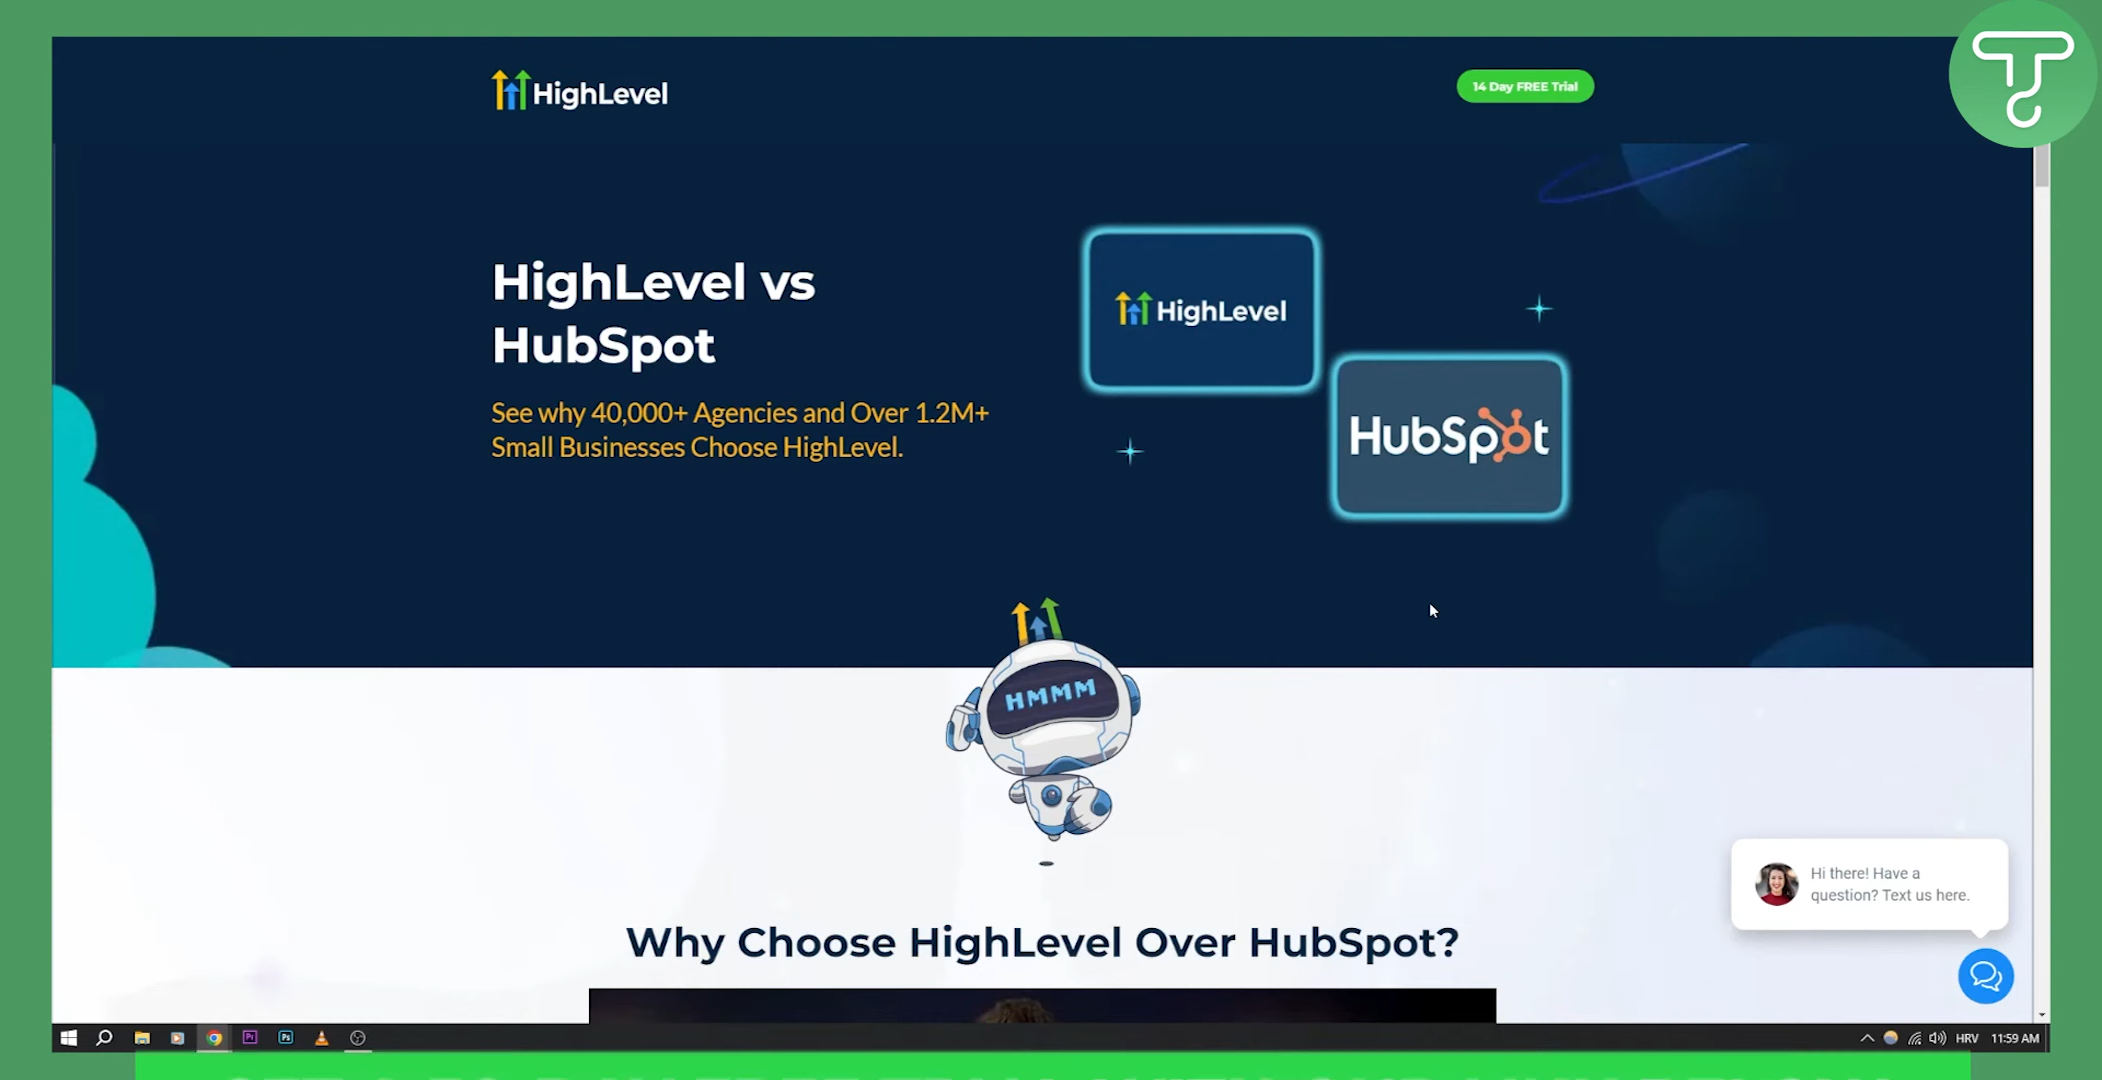 HighLevel
14 Day FREE Trial
HighLevel vs
HubSpot
See why 40,000+ Agencies and Over 1.2M+
Small Businesses Choose HighLevel.
HighLevel
HubSpot
HMMM
Hi there! Have a
question? Text us here.
Why Choose HighLevel Over HubSpot?
Pr
Ps
HRV
11:59 AM